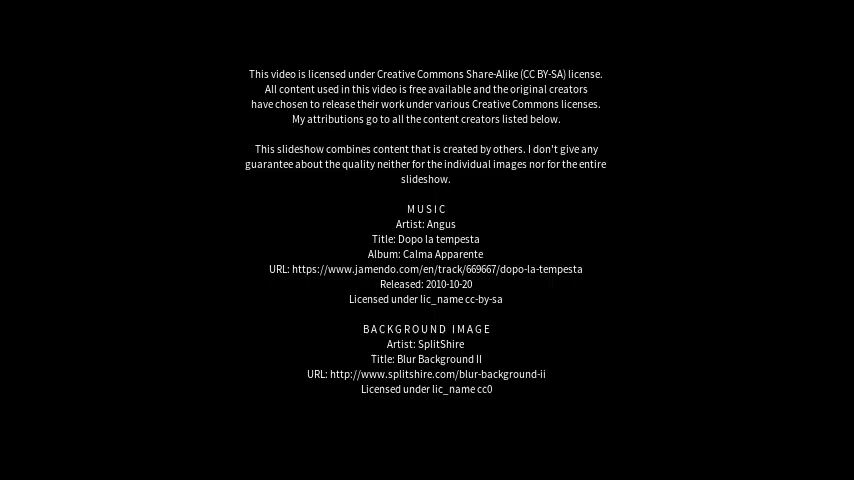 This video is licensed under Creative Commons Share-Alike (CC BY-SA) license.
All content used in this video is free available and the original creators
have chosen to release their work under various Creative Commons licenses.
My attributions go to all the content creators listed below.
This slideshow combines content that is created by others. I don't give any
guarantee about the quality neither for the individual images nor for the entire
slideshow.
MUSIC
Artist: Angus
Title: Dopo la tempesta
Album: Calma Apparente
URL: https://www.jamendo.com/en/track/669667/dopo-la-tempesta
Released: 2010-10-20
Licensed under lic_name cc-by-sa
BACKGROUND IMAGE
Artist: SplitShire
Title: Blur Background II
URL: http://www.splitshire.com/blur-background-ii
Licensed under lic_name cc0